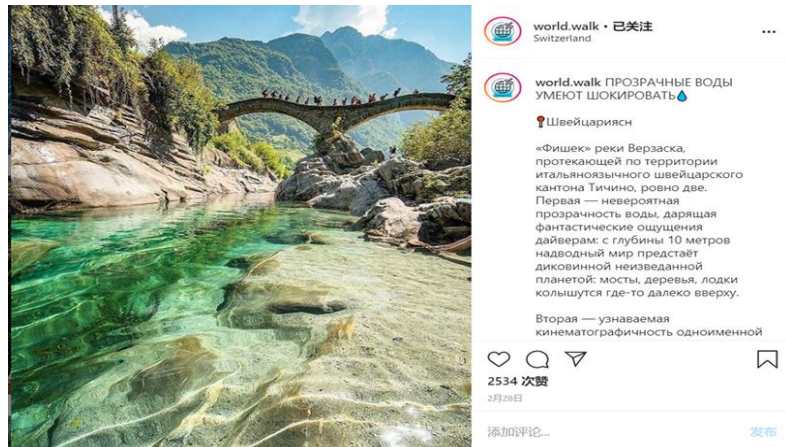 world.walk • 已关注
Switzerland
world.walk ПРОЗРАЧНЫЕ ВОДЫ
УМЕЮТ ШОКИРОВАТЬ💧
📍Швейцариясн
«Фишек» реки Верзаска,
протекающей по территории
итальяноязычного швейцарского
кантона Тичино, ровно две.
Первая — невероятная
прозрачность воды, дарящая
фантастические ощущения
дайверам: с глубины 10 метров
надводный мир предстаёт
диковинной неизведанной
планетой: мосты, деревья, лодки
колышутся где-то далеко вверху.
Вторая — узнаваемая
кинематографичность одноименной
2534 次赞
2月28日
添加评论...
发布